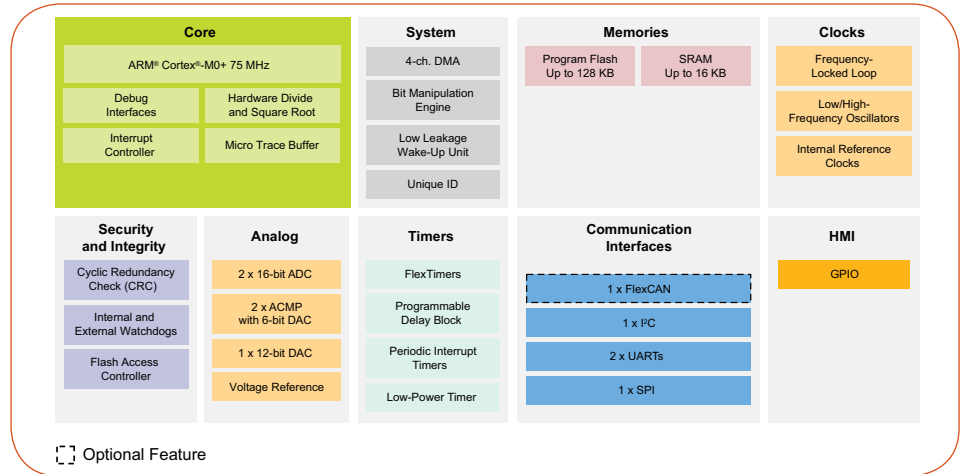 Core
ARM® Cortex®-M0+ 75 MHz
Debug
Interfaces
Hardware Divide
and Square Root
Interrupt
Controller
Micro Trace Buffer
System
4-ch. DMA
Bit Manipulation
Engine
Low Leakage
Wake-Up Unit
Unique ID
Memories
Program Flash
Up to 128 KB
SRAM
Up to 16 KB
Clocks
Frequency-
Locked Loop
Low/High-
Frequency Oscillators
Internal Reference
Clocks
Security
and Integrity
Cyclic Redundancy
Check (CRC)
Internal and
External Watchdogs
Flash Access
Controller
Analog
2 x 16-bit ADC
2 x ACMP
with 6-bit DAC
1 x 12-bit DAC
Voltage Reference
Timers
FlexTimers
Programmable
Delay Block
Periodic Interrupt
Timers
Low-Power Timer
Communication
Interfaces
1 x FlexCAN
1 x I²C
2 x UARTs
1 x SPI
HMI
GPIO
Optional Feature